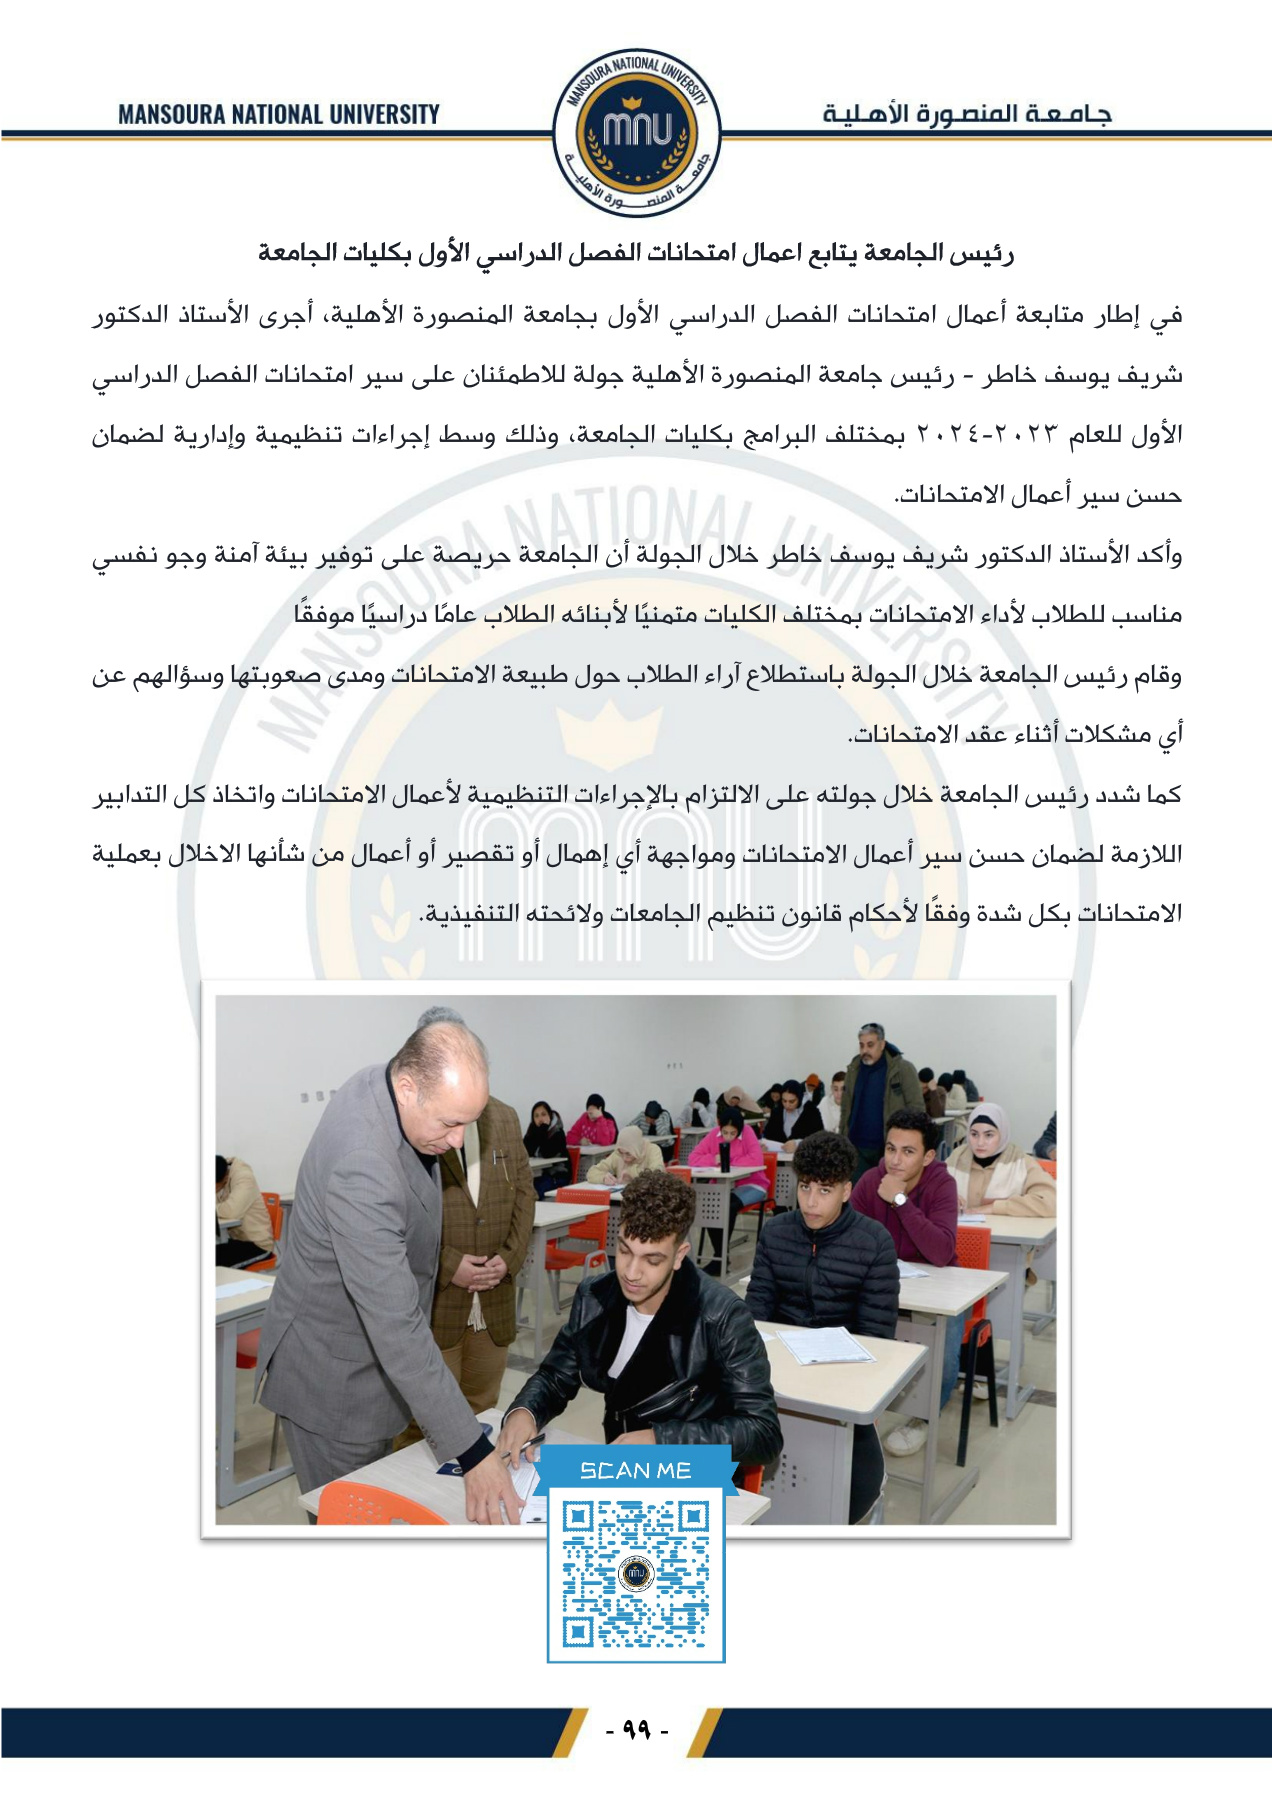 MANSOURA NATIONAL UNIVERSITY
جامعة المنصورة الأهلية
MANSOURA NATIONAL UNIVERSITY
mnu
جامعة المنصورة الأهلية
رئيس الجامعة يتابع اعمال امتحانات الفصل الدراسي الأول بكليات الجامعة
في إطار متابعة أعمال امتحانات الفصل الدراسي الأول بجامعة المنصورة الأهلية، أجرى الأستاذ الدكتور
شريف يوسف خاطر - رئيس جامعة المنصورة الأهلية جولة للاطمئنان على سير امتحانات الفصل الدراسي
الأول للعام ٢٠٢٣-٢٠٢٤ بمختلف البرامج بكليات الجامعة، وذلك وسط إجراءات تنظيمية وإدارية لضمان
حسن سير أعمال الامتحانات.
وأكد الأستاذ الدكتور شريف يوسف خاطر خلال الجولة أن الجامعة حريصة على توفير بيئة آمنة وجو نفسي
مناسب للطلاب لأداء الامتحانات بمختلف الكليات متمنيًا لأبنائه الطلاب عامًا دراسيًا موفقًا
وقام رئيس الجامعة خلال الجولة باستطلاع آراء الطلاب حول طبيعة الامتحانات ومدى صعوبتها وسؤالهم عن
أي مشكلات أثناء عقد الامتحانات.
كما شدد رئيس الجامعة خلال جولته على الالتزام بالإجراءات التنظيمية لأعمال الامتحانات واتخاذ كل التدابير
اللازمة لضمان حسن سير أعمال الامتحانات ومواجهة أي إهمال أو تقصير أو أعمال من شأنها الاخلال بعملية
الامتحانات بكل شدة وفقًا لأحكام قانون تنظيم الجامعات ولائحته التنفيذية.
MANSOURA NATIONAL UNIVERSITY
mnu
SCAN ME
mnu
- ٩٩ -